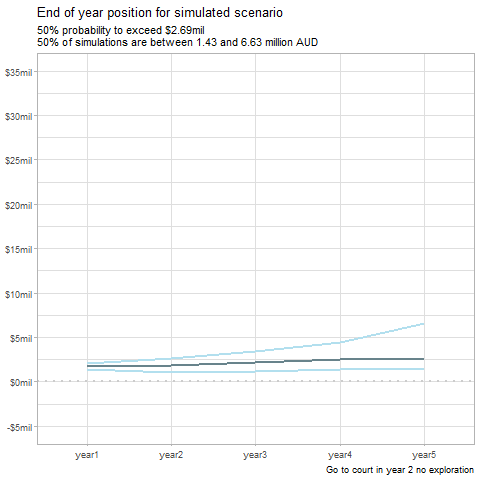 End of year position for simulated scenario
50% probability to exceed $2.69mil
50% of simulations are between 1.43 and 6.63 million AUD
$35mil
$30mil
$25mil
$20mil
$15mil
$10mil
$5mil
$0mil
-$5mil
year1 year2 year3 year4 year5
Go to court in year 2 no exploration